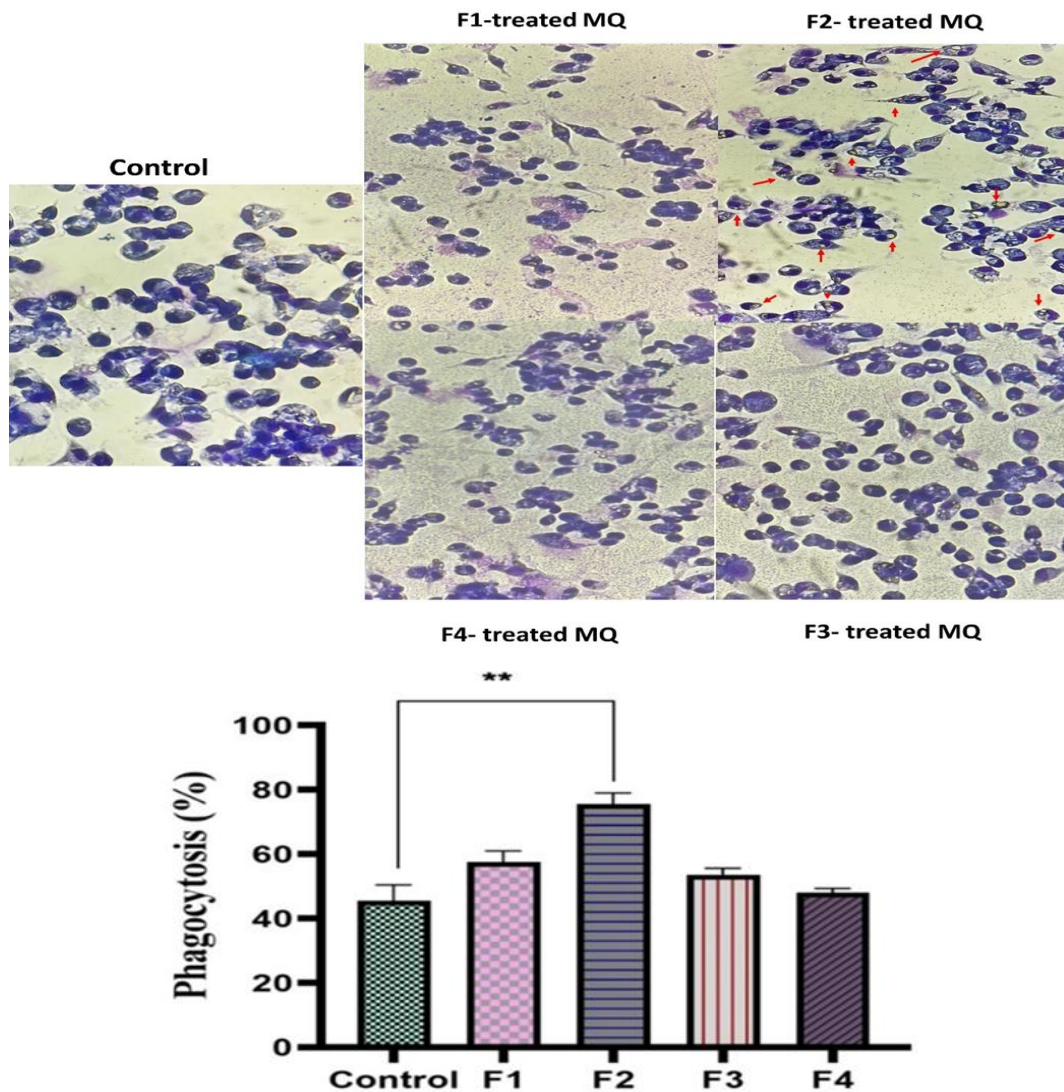 F1-treated MQ
F2- treated MQ
Control
F4- treated MQ
F3- treated MQ
**
Phagocytosis (%)
100
80
60
40
20
0
Control F1 F2 F3 F4